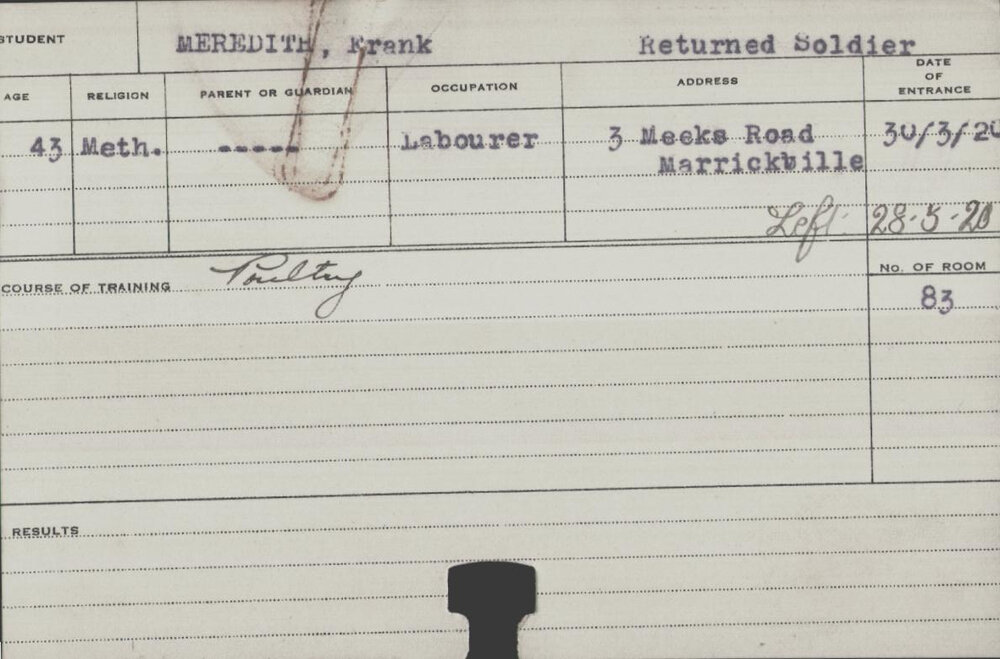 STUDENT MEREDITH, Frank Returned Soldier
AGE RELIGION PARENT OR GUARDIAN OCCUPATION ADDRESS DATE OF ENTRANCE
43 Meth. ----- Labourer 3 Meeks Road 30/3/20
Marrickville
Left 28-5-20
COURSE OF TRAINING Poultry
No. OF ROOM
83
RESULTS